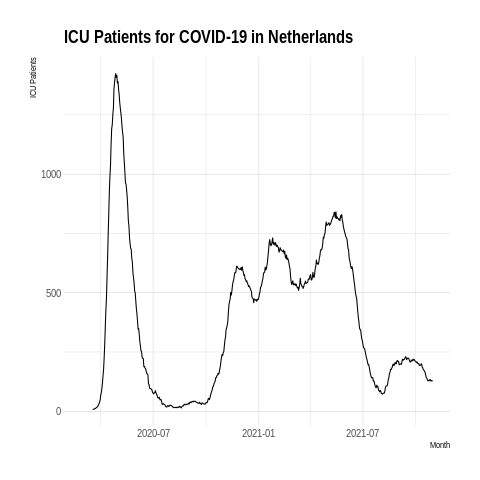 ICU Patients for COVID-19 in Netherlands
ICU Patients
1000
500
0
2020-07 2021-01 2021-07
Month